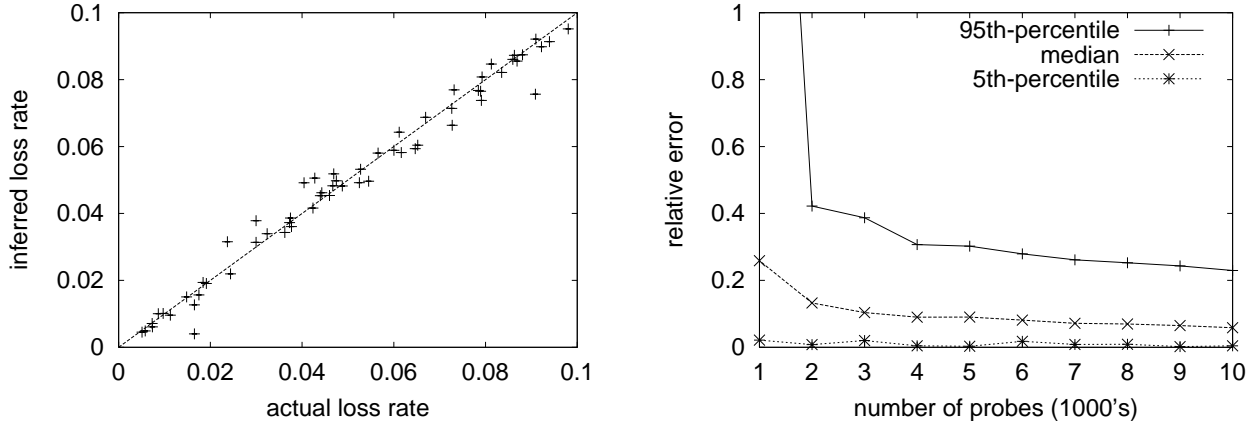 inferred loss rate
0.1
0.08
0.06
0.04
0.02
0
0 0.02 0.04 0.06 0.08 0.1
actual loss rate
relative error
1
0.8
0.6
0.4
0.2
0
95th-percentile
median
5th-percentile
1 2 3 4 5 6 7 8 9 10
number of probes (1000's)